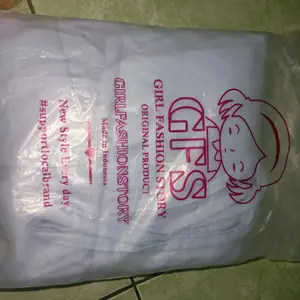 GFS
GIRL FASHION STORY
ORIGINAL PRODUCT
GIRLFASHIONSTORY
Made in Indonesia
New Style Every day
#supportlocalbrand